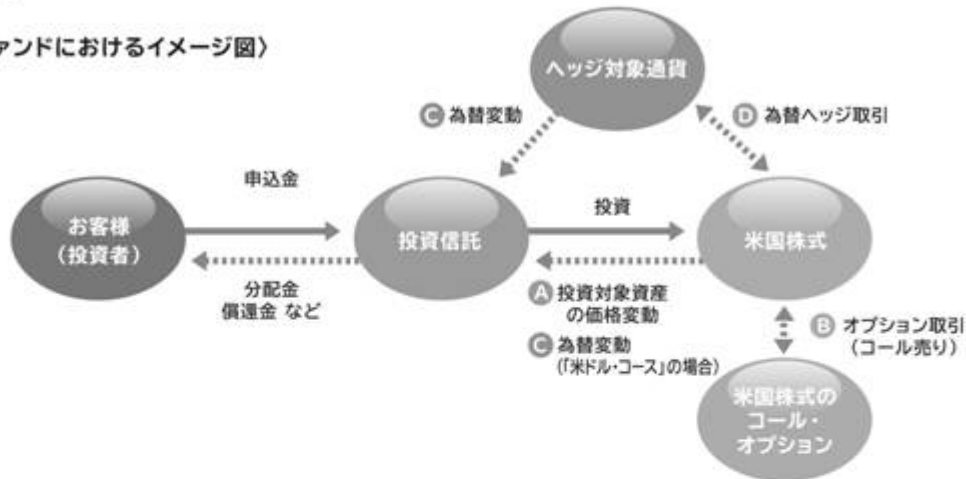 ファンドにおけるイメージ図〉
ヘッジ対象通貨
C 為替変動
D 為替ヘッジ取引
申込金
投資
お客様
(投資者)
投資信託
米国株式
分配金
償還金 など
A 投資対象資産
の価格変動
C 為替変動
(「米ドル・コース」の場合)
B オプション取引
(コール売り)
米国株式の
コール・
オプション